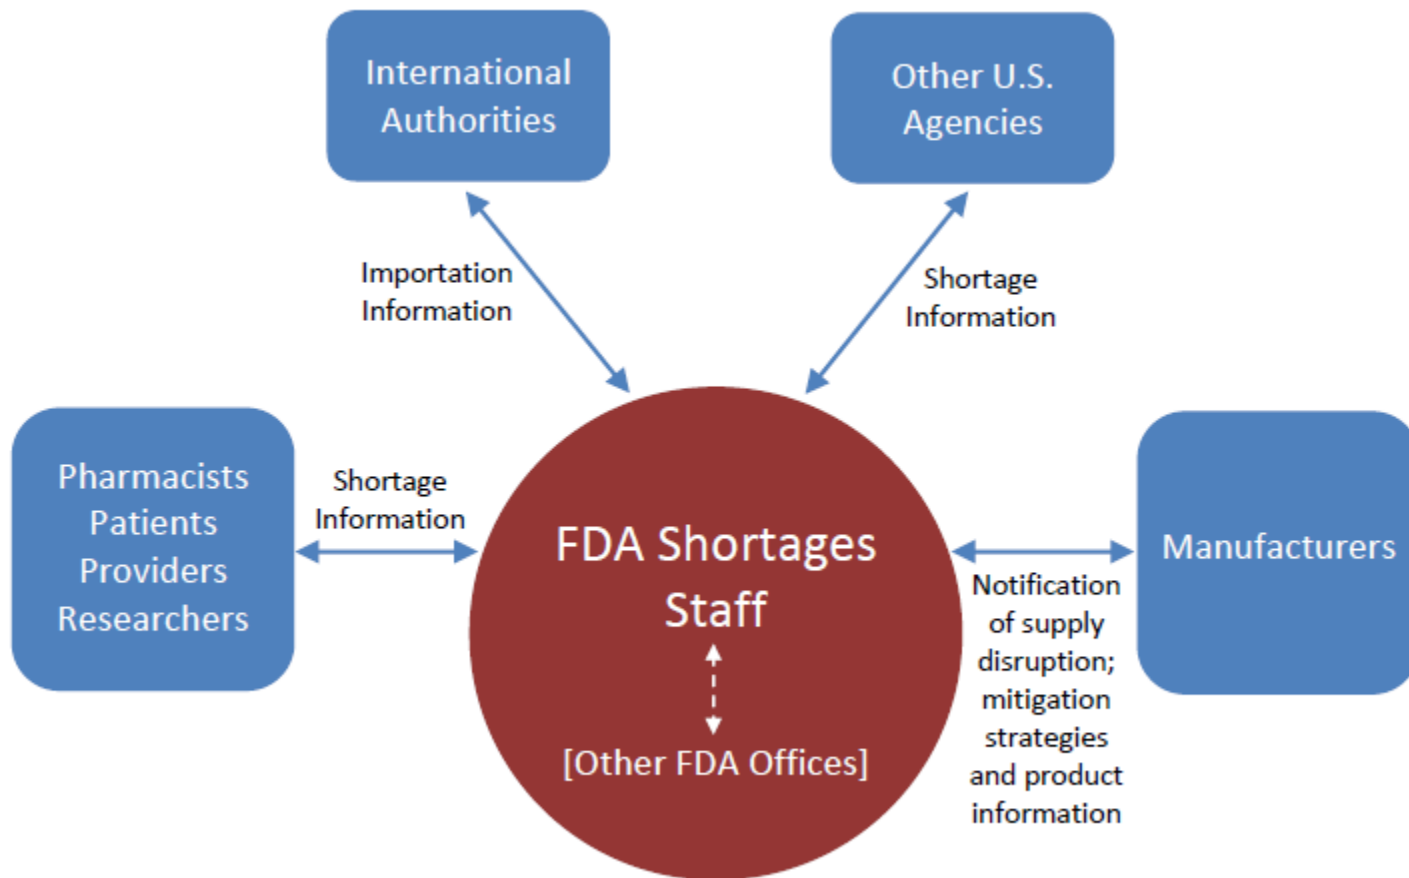 International
Authorities
Other U.S.
Agencies
Importation
Information
Shortage
Information
Pharmacists
Patients
Providers
Researchers
Shortage
Information
FDA Shortages
Staff
[Other FDA Offices]
Manufacturers
Notification
of supply
disruption;
mitigation
strategies
and product
information